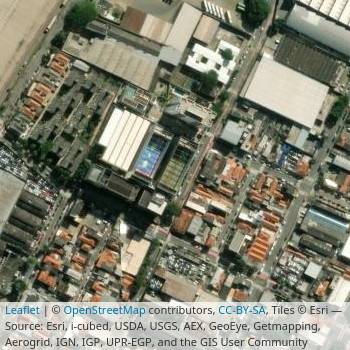 Leaflet | © OpenStreetMap contributors, CC-BY-SA, Tiles © Esri —
Source: Esri, i-cubed, USDA, USGS, AEX, GeoEye, Getmapping,
Aerogrid, IGN, IGP, UPR-EGP, and the GIS User Community